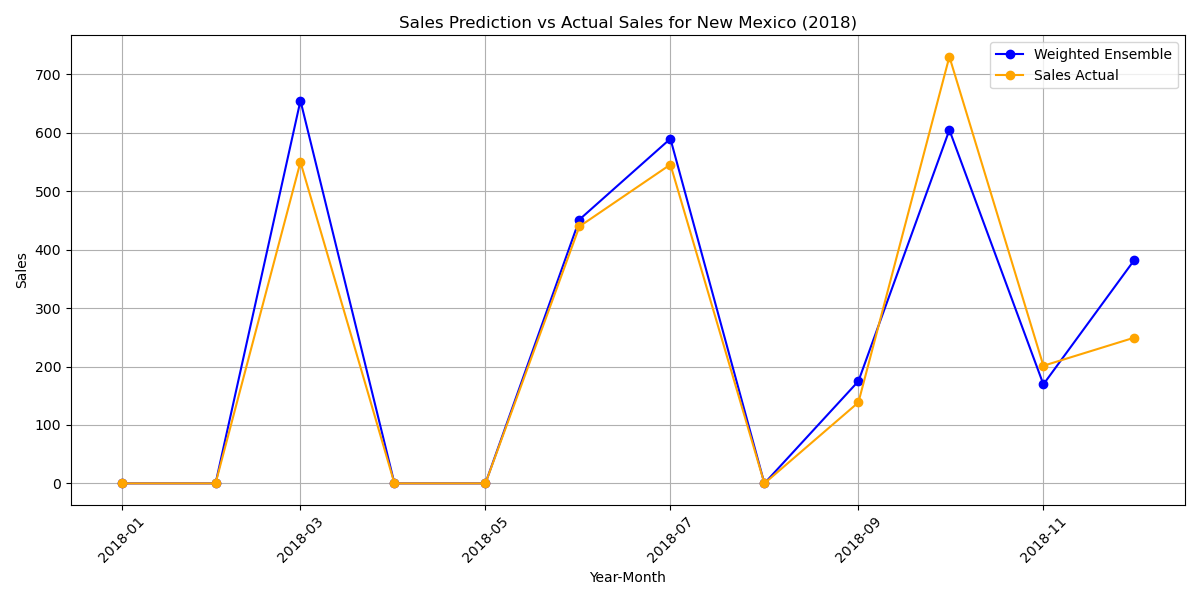 Sales Prediction vs Actual Sales for New Mexico (2018)
Weighted Ensemble
Sales Actual
Sales
700
600
500
400
300
200
100
0
2018-01
2018-03
2018-05
2018-07
2018-09
2018-11
Year-Month